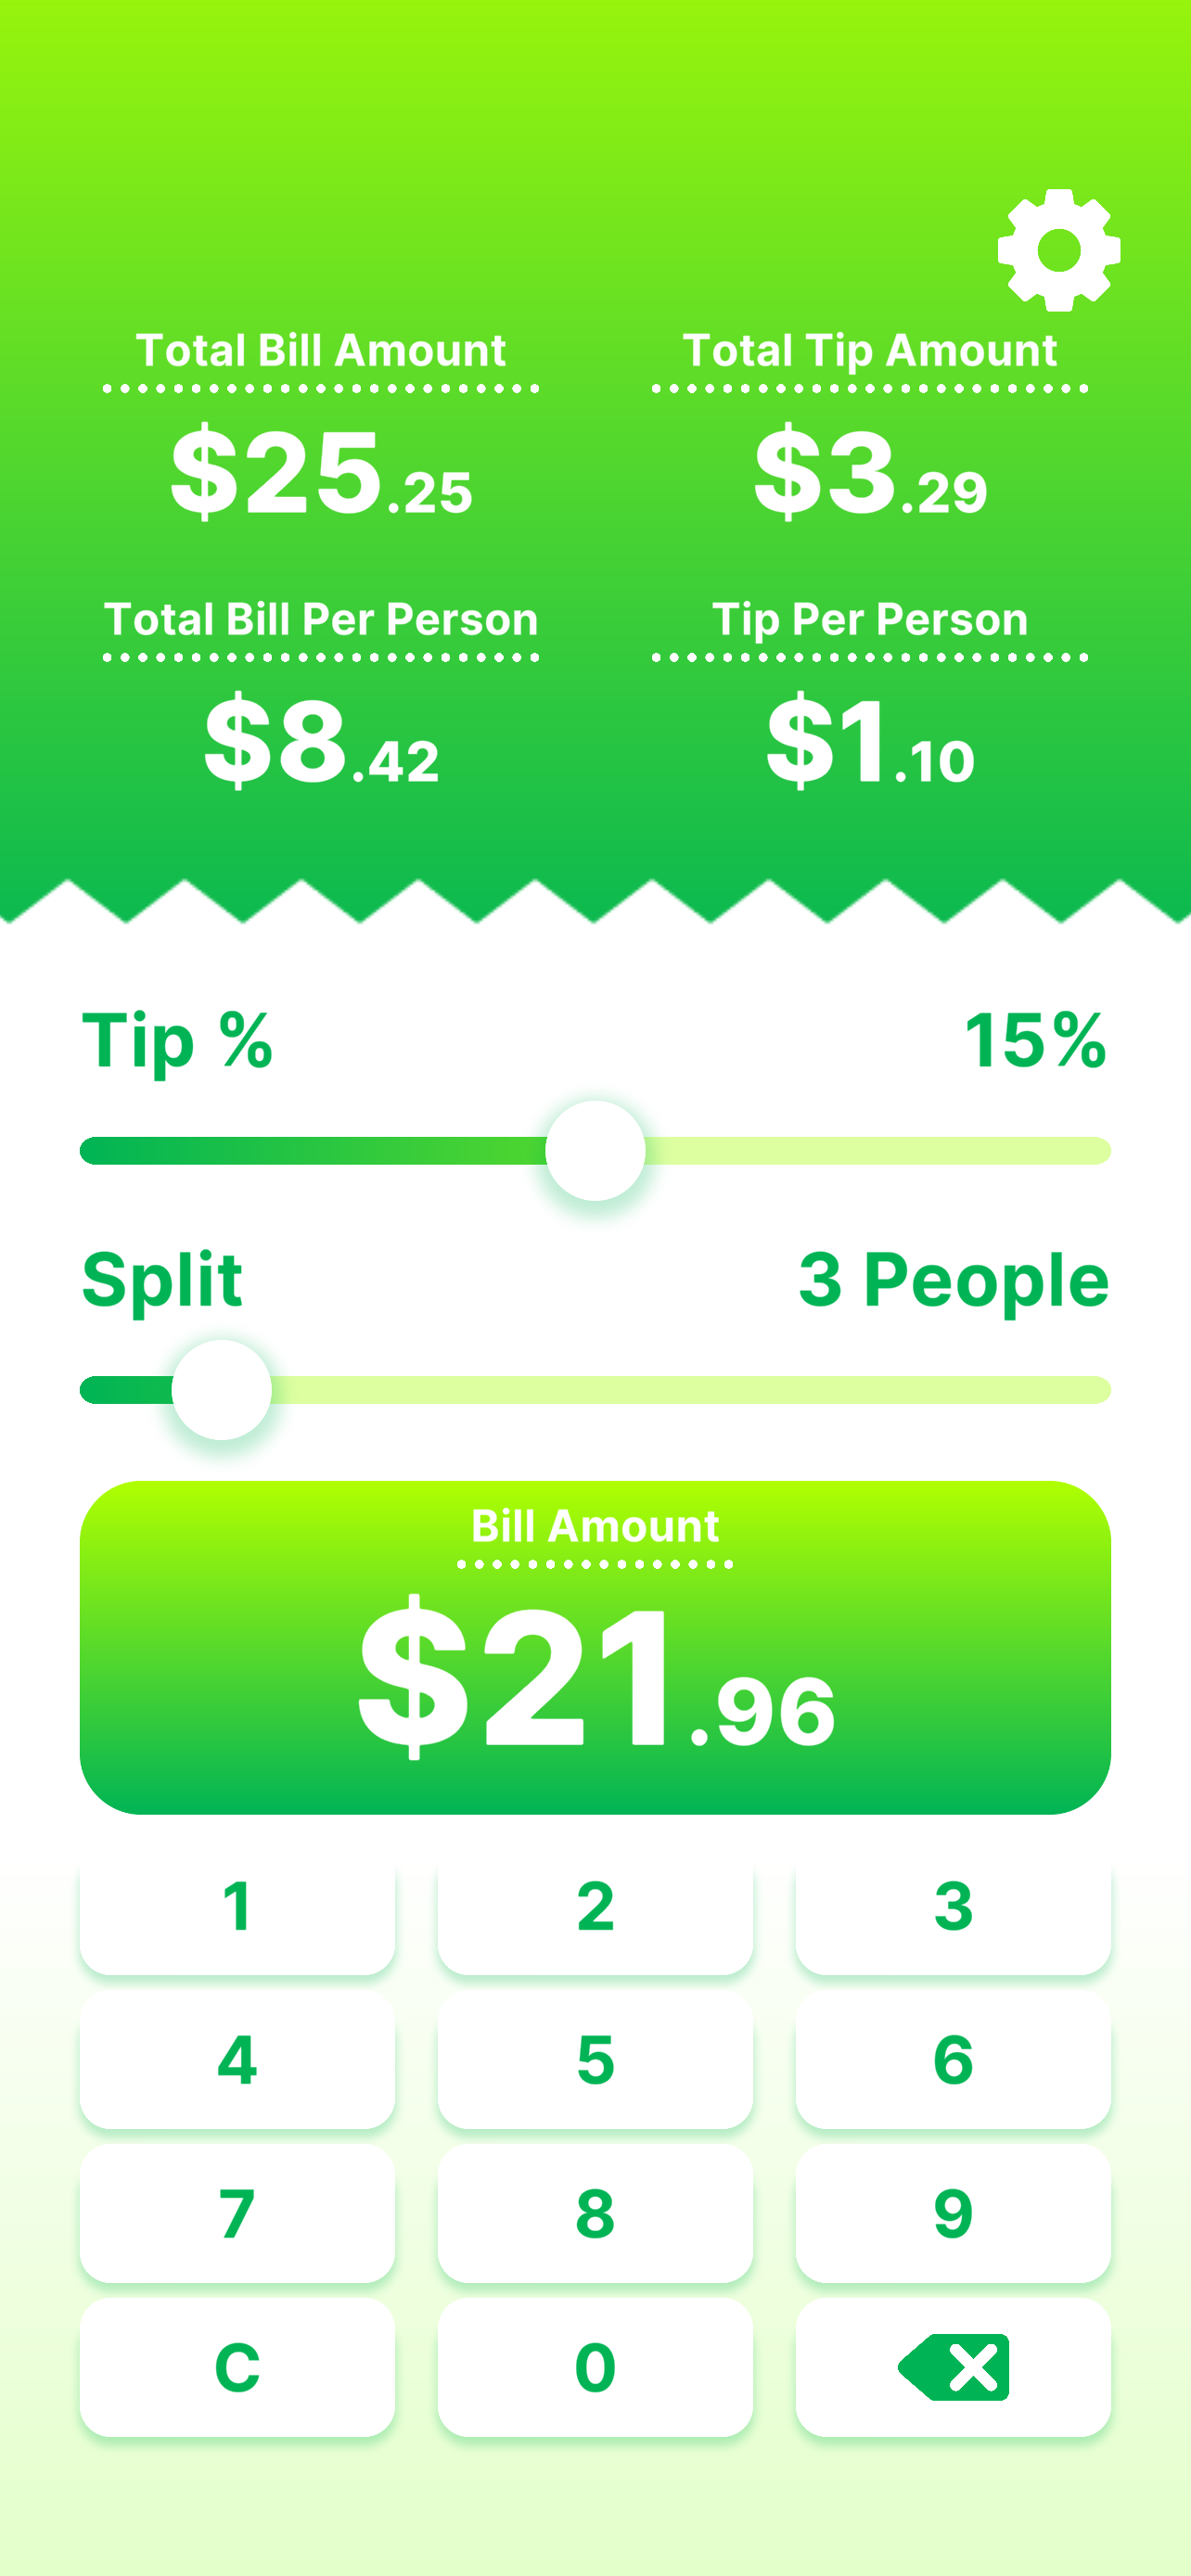 Total Bill Amount
$25.25
Total Tip Amount
$3.29
Total Bill Per Person
$8.42
Tip Per Person
$1.10
Tip % 15%
Split 3 People
Bill Amount
$21.96
1 2 3
4 5 6
7 8 9
C 0